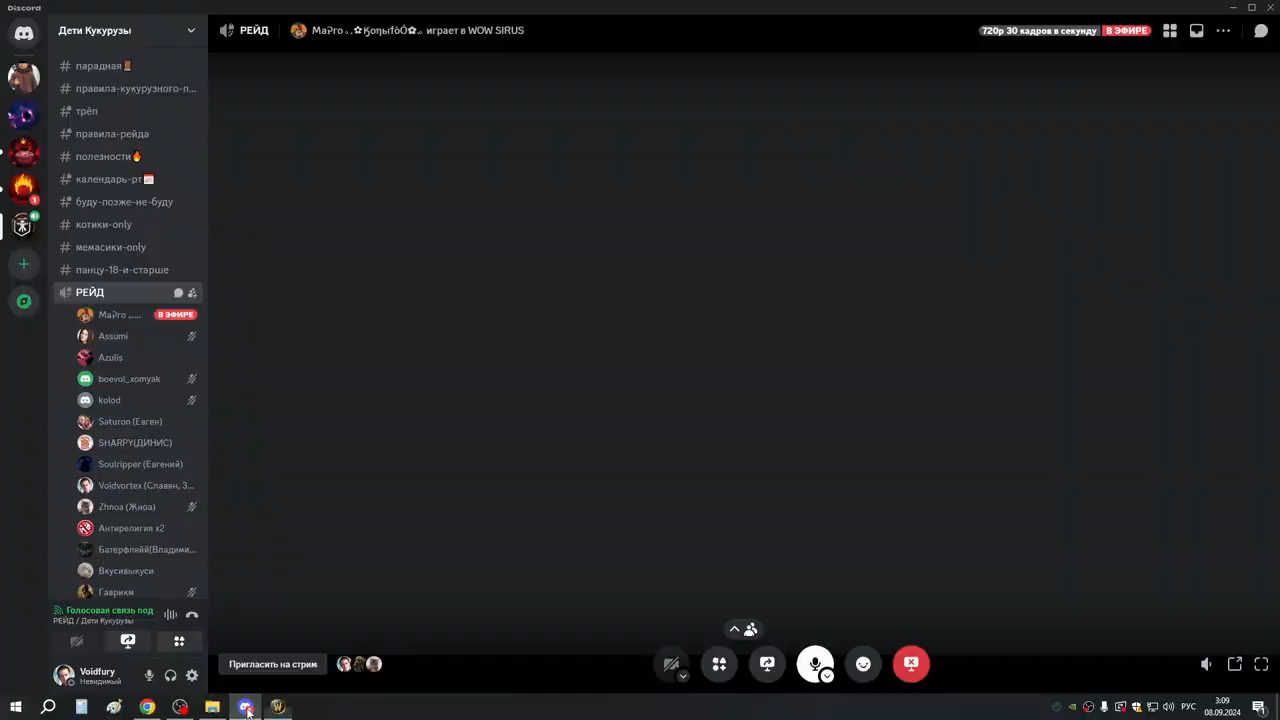 Discord
Дети Кукурузы
РЕЙД
играет в WOW SIRUS
720p 30 кадров в секунду
В ЭФИРЕ
парадная
правила-кукурузного-п...
трёп
правила-рейда
полезности
календарь-рт
буду-позже-не-буду
котики-only
мемасики-only
панцу-18-и-старше
РЕЙД
В ЭФИРЕ
Assumi
Azulis
boevoi_xomyak
kolod
Saturon (Евген)
SHARPY(ДИНИС)
Soulripper (Евгений)
Voidvortex (Славян, З...
Zhnoa (Жноа)
Антирелигия x2
Батерфляйй(Владими...
Вкусивыкуси
Гаврикм
1
Голосовая связь под
РЕЙД / Дети Кукурузы
Пригласить на стрим
Voidfury
Невидимый
РУС
3:09
08.09.2024
1